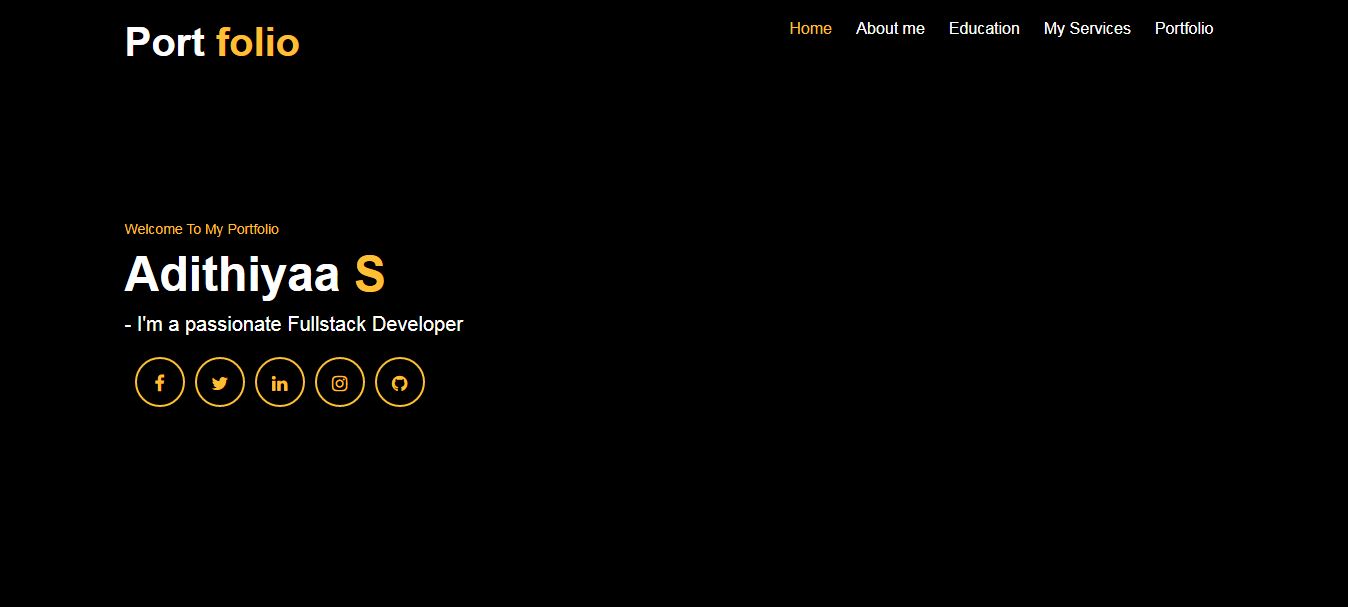 Port folio
Home About me Education My Services Portfolio
Welcome To My Portfolio
Adithiyaa S
- I'm a passionate Fullstack Developer